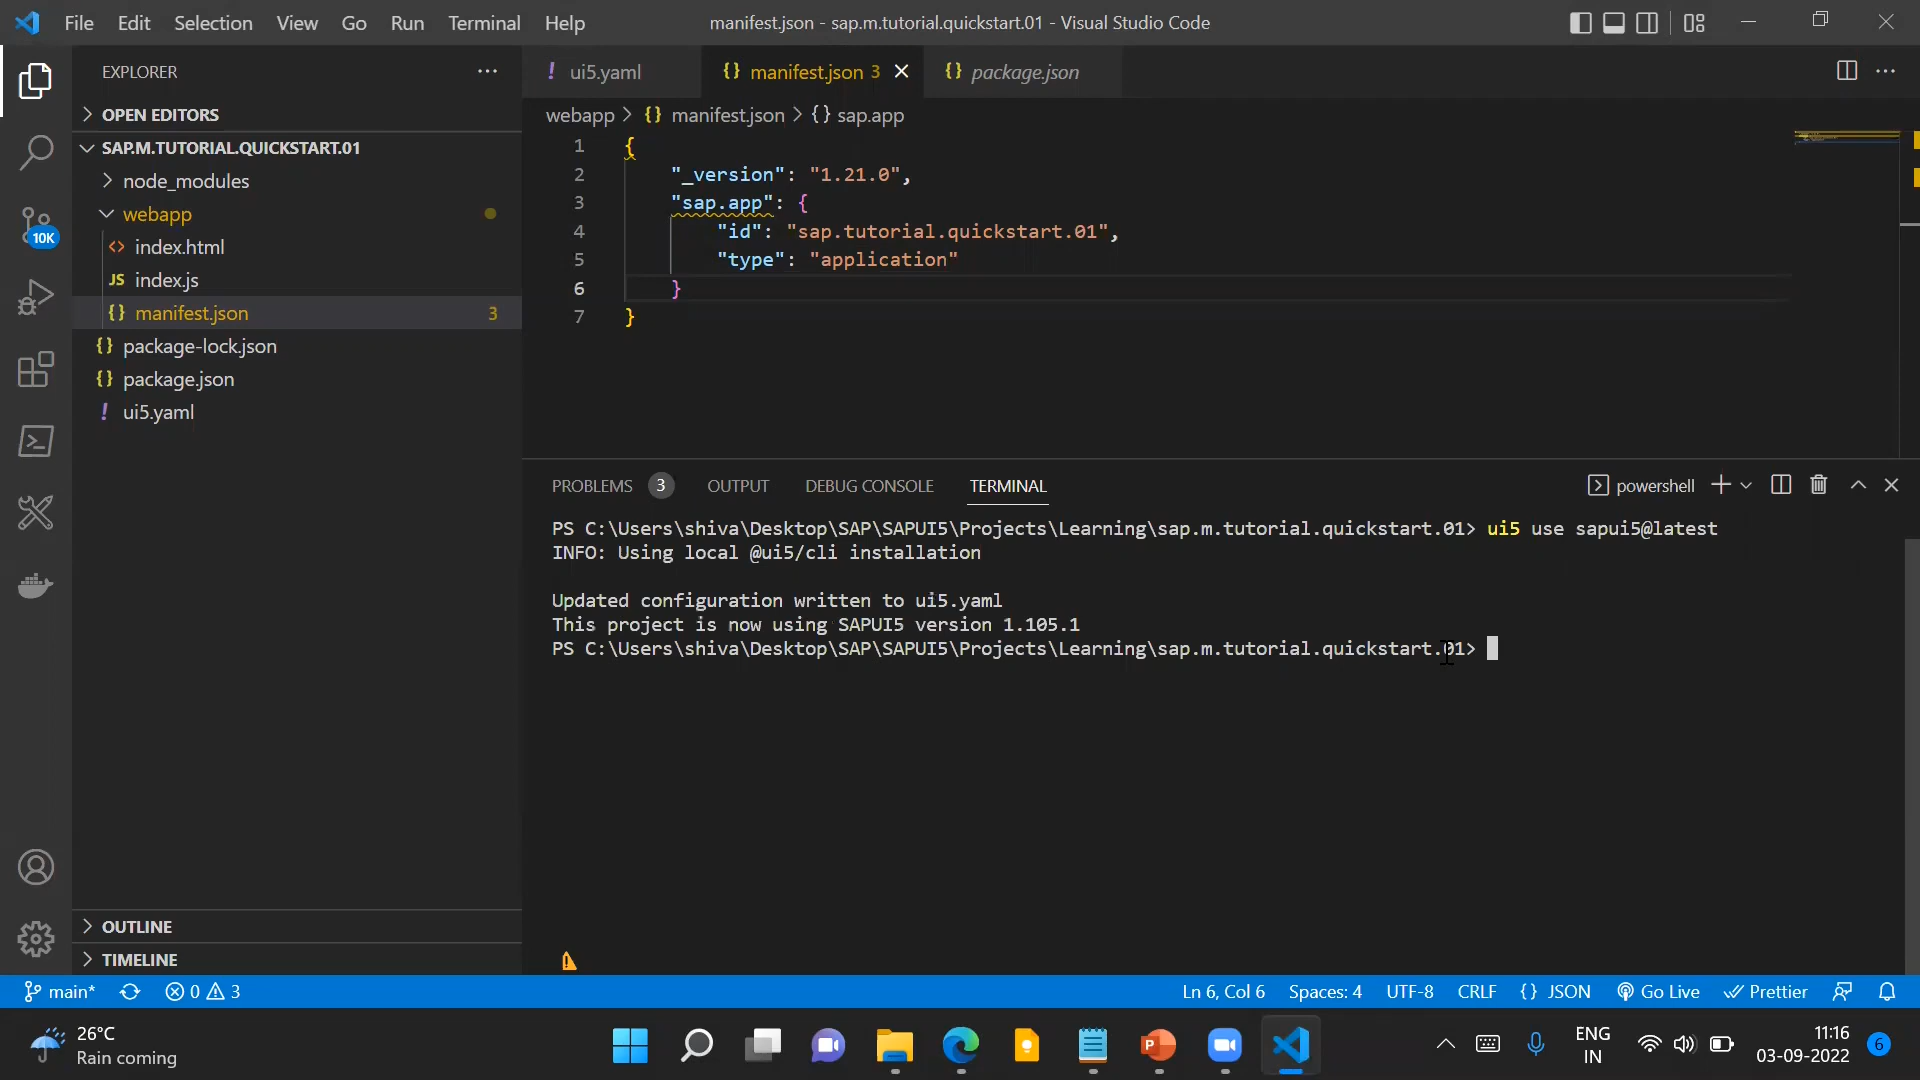 File Edit Selection View Go Run Terminal Help
manifest.json - sap.m.tutorial.quickstart.01 - Visual Studio Code
EXPLORER
OPEN EDITORS
SAP.M.TUTORIAL.QUICKSTART.01
node_modules
webapp
<> index.html
JS index.js
{} manifest.json 3
{} package-lock.json
{} package.json
! ui5.yaml
10K
OUTLINE
TIMELINE
! ui5.yaml
{} manifest.json 3
{} package.json
webapp > {} manifest.json > {} sap.app
1 {
2 "_version": "1.21.0",
3 "sap.app": {
4 "id": "sap.tutorial.quickstart.01",
5 "type": "application"
6 }
7 }
PROBLEMS 3 OUTPUT DEBUG CONSOLE TERMINAL
powershell
PS C:\Users\shiva\Desktop\SAP\SAPUI5\Projects\Learning\sap.m.tutorial.quickstart.01> ui5 use sapui5@latest
INFO: Using local @ui5/cli installation
Updated configuration written to ui5.yaml
This project is now using SAPUI5 version 1.105.1
PS C:\Users\shiva\Desktop\SAP\SAPUI5\Projects\Learning\sap.m.tutorial.quickstart.01>
main* 0 3
Ln 6, Col 6 Spaces: 4 UTF-8 CRLF {} JSON Go Live Prettier
26°C
Rain coming
ENG
IN
11:16
03-09-2022
6